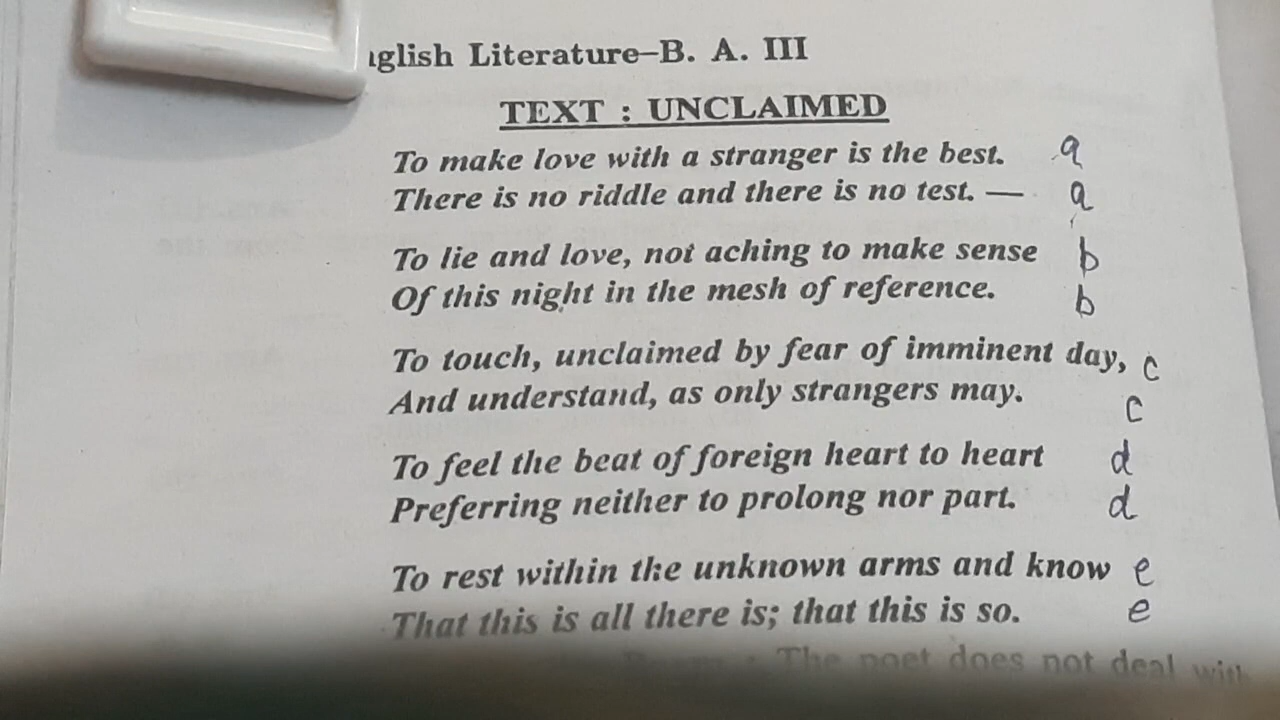 glish Literature–B. A. III
TEXT : UNCLAIMED
To make love with a stranger is the best. a
There is no riddle and there is no test. — a
To lie and love, not aching to make sense b
Of this night in the mesh of reference. b
To touch, unclaimed by fear of imminent day, c
And understand, as only strangers may. c
To feel the beat of foreign heart to heart d
Preferring neither to prolong nor part. d
To rest within the unknown arms and know e
That this is all there is; that this is so. e
The poet does not deal with